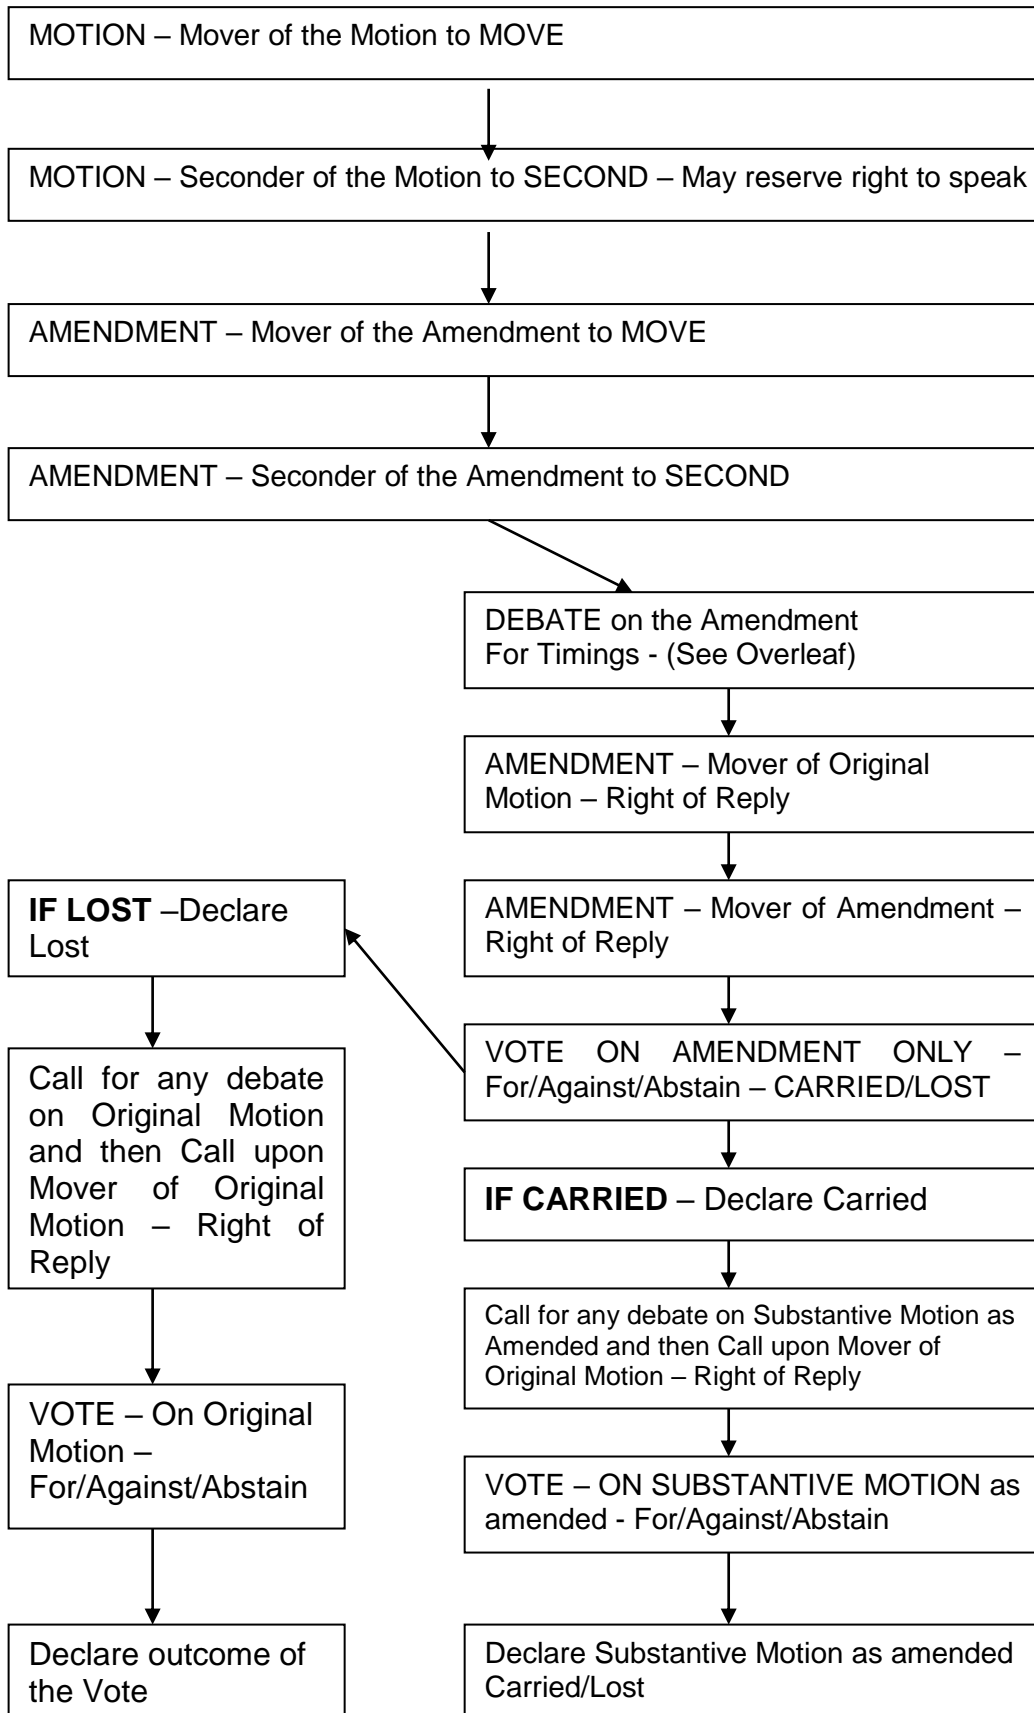 MOTION – Mover of the Motion to MOVE
MOTION – Seconder of the Motion to SECOND – May reserve right to speak
AMENDMENT – Mover of the Amendment to MOVE
AMENDMENT – Seconder of the Amendment to SECOND
DEBATE on the Amendment
For Timings - (See Overleaf)
AMENDMENT – Mover of Original
Motion – Right of Reply
AMENDMENT – Mover of Amendment –
Right of Reply
VOTE ON AMENDMENT ONLY –
For/Against/Abstain – CARRIED/LOST
IF LOST –Declare
Lost
Call for any debate
on Original Motion
and then Call upon
Mover of Original
Motion – Right of
Reply
VOTE – On Original
Motion –
For/Against/Abstain
Declare outcome of
the Vote
IF CARRIED – Declare Carried
Call for any debate on Substantive Motion as
Amended and then Call upon Mover of
Original Motion – Right of Reply
VOTE – ON SUBSTANTIVE MOTION as
amended - For/Against/Abstain
Declare Substantive Motion as amended
Carried/Lost